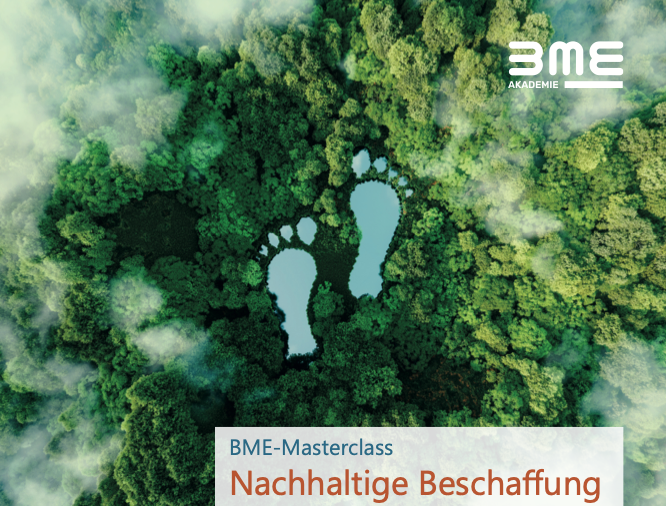 BME
AKADEMIE
BME-Masterclass
Nachhaltige Beschaffung